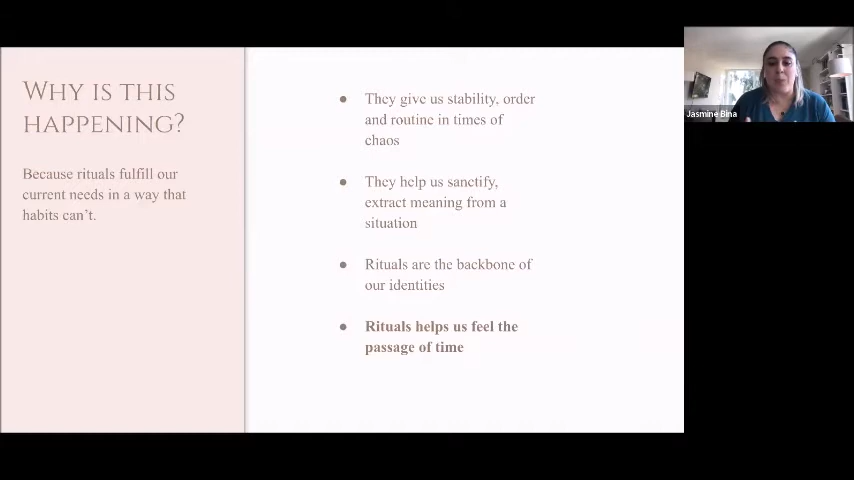 WHY IS THIS
HAPPENING?
Because rituals fulfill our
current needs in a way that
habits can’t.
● They give us stability, order
and routine in times of
chaos
● They help us sanctify,
extract meaning from a
situation
● Rituals are the backbone of
our identities
● Rituals helps us feel the
passage of time
Jasmine Bina